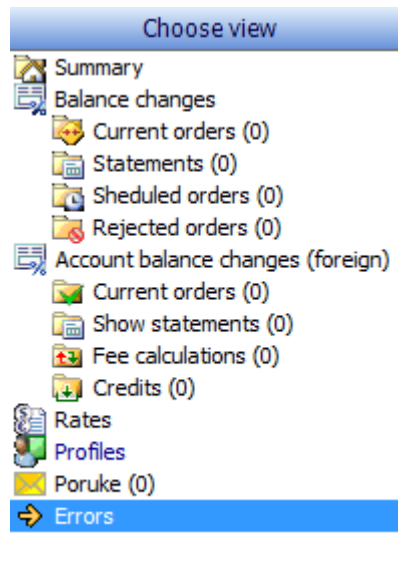 Choose view
Summary
Balance changes
Current orders (0)
Statements (0)
Sheduled orders (0)
Rejected orders (0)
Account balance changes (foreign)
Current orders (0)
Show statements (0)
Fee calculations (0)
Credits (0)
Rates
Profiles
Poruke (0)
Errors